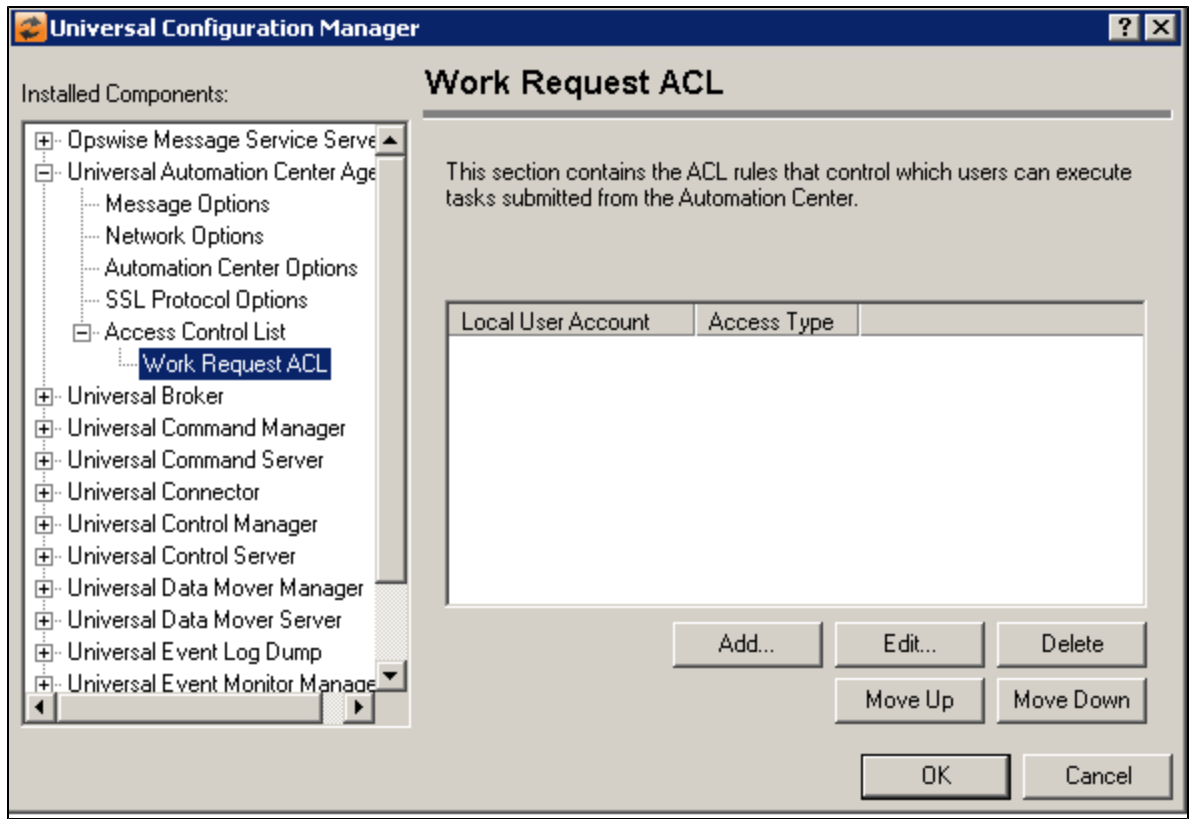 Universal Configuration Manager
Installed Components:
Opswise Message Service Serve
Universal Automation Center Age
Message Options
Network Options
Automation Center Options
SSL Protocol Options
Access Control List
Work Request ACL
Universal Broker
Universal Command Manager
Universal Command Server
Universal Connector
Universal Control Manager
Universal Control Server
Universal Data Mover Manager
Universal Data Mover Server
Universal Event Log Dump
Universal Event Monitor Manage
Work Request ACL
This section contains the ACL rules that control which users can execute
tasks submitted from the Automation Center.
Local User Account Access Type
Add... Edit... Delete
Move Up Move Down
OK Cancel